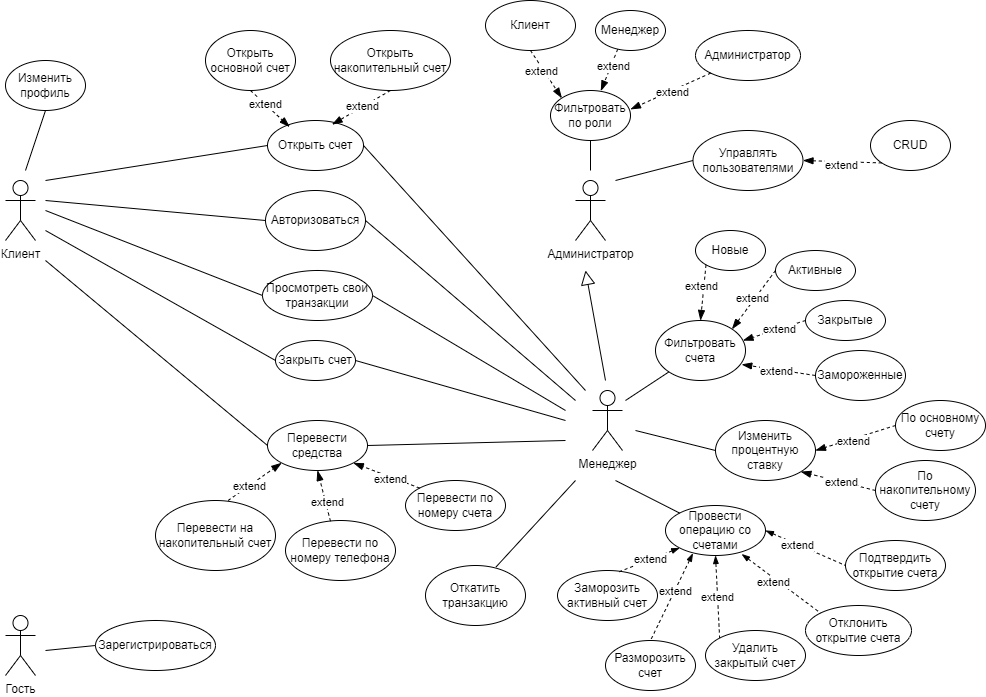 Клиент
Менеджер
Администратор
extend
extend
extend
Фильтровать
по роли
Открыть
основной счет
Открыть
накопительный счет
extend
extend
Изменить
профиль
Открыть счет
Управлять
пользователями
extend
CRUD
Клиент
Авторизоваться
Администратор
Просмотреть свои
транзакции
Закрыть счет
Новые
Активные
Закрытые
Замороженные
extend
extend
extend
extend
Фильтровать
счета
Менеджер
Перевести
средства
extend
extend
extend
Перевести на
накопительный счет
Перевести по
номеру телефона
Перевести по
номеру счета
Изменить
процентную
ставку
extend
extend
По основному
счету
По
накопительному
счету
Откатить
транзакцию
Провести
операцию со
счетами
extend
extend
extend
extend
extend
Заморозить
активный счет
Разморозить
счет
Удалить
закрытый счет
Отклонить
открытие счета
Подтвердить
открытие счета
Зарегистрироваться
Гость